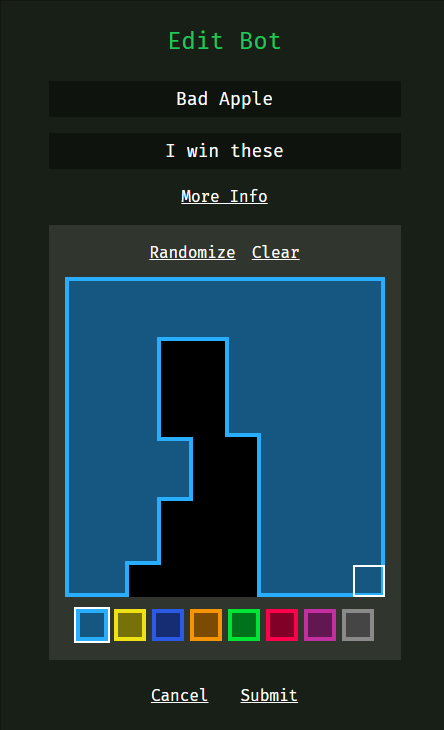 Edit Bot
Bad Apple
I win these
More Info
Randomize Clear
Cancel Submit